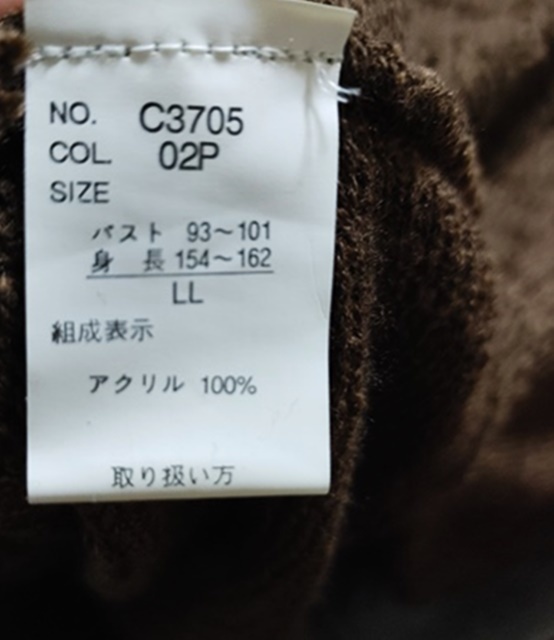 NO. C3705
COL. 02P
SIZE
バスト 93～101
身 長 154～162
LL
組成表示
アクリル 100%
取り扱い方